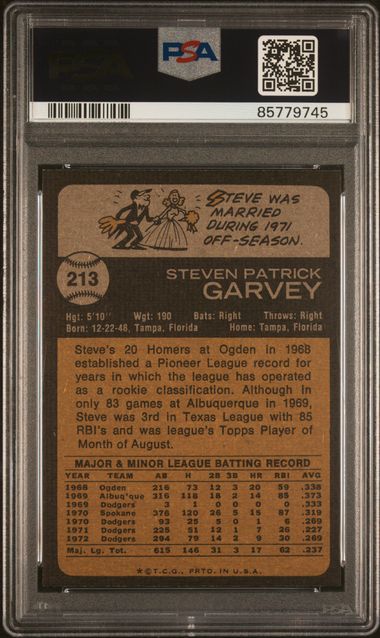 PSA
PSA
85779745
STEVE WAS
MARRIED
DURING 1971
OFF-SEASON.
213
STEVEN PATRICK
GARVEY
Hgt: 5'10" Wgt: 190 Bats: Right Throws: Right
Born: 12-22-48, Tampa, Florida Home: Tampa, Florida
Steve's 20 Homers at Ogden in 1968
established a Pioneer League record for
years in which the league has operated
as a rookie classification. Although in
only 83 games at Albuquerque in 1969,
Steve was 3rd in Texas League with 85
RBI's and was league's Topps Player of
Month of August.
MAJOR & MINOR LEAGUE BATTING RECORD
YEAR TEAM AB H 2B 3B HR RBI AVG
1968 Ogden 216 73 12 3 20 59 .338
1969 Albuq'que 316 118 18 2 14 85 .373
1969 Dodgers 3 1 0 0 0 0 .333
1970 Spokane 376 120 26 5 15 87 .319
1970 Dodgers 93 25 5 0 1 6 .269
1971 Dodgers 225 51 12 1 7 26 .227
1972 Dodgers 294 79 14 2 9 30 .269
Maj. Lg. Tot. 615 146 31 3 17 62 .237
*© T.C.G., PRTD. IN U.S.A.